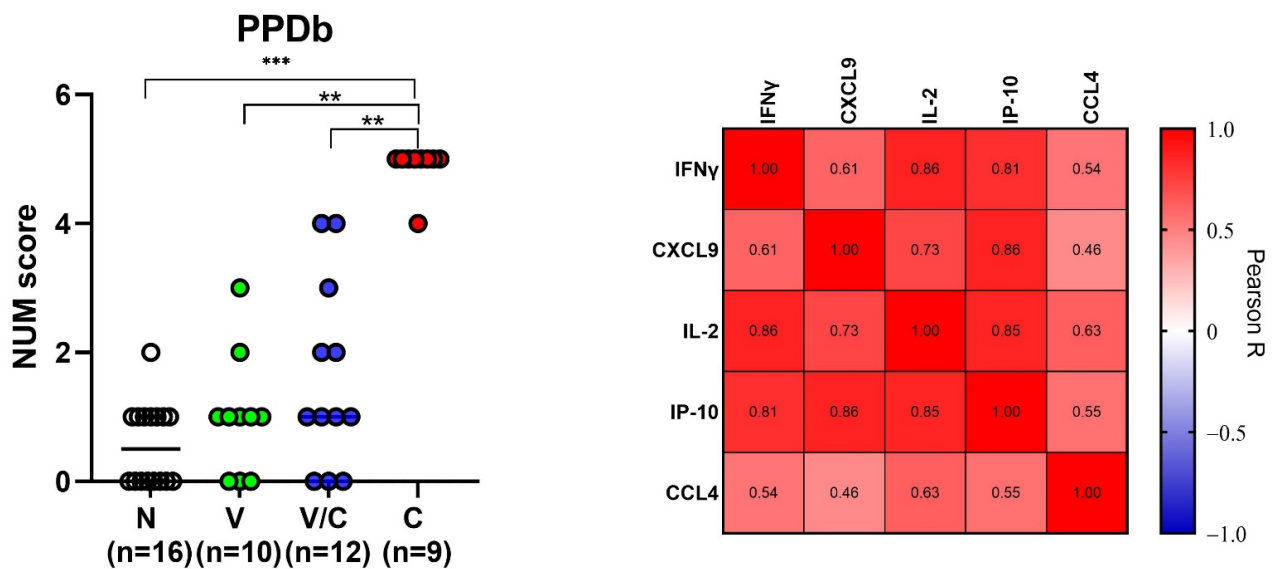 PPDb
***
**
**
6
4
2
0
NUM score
N V V/C C
(n=16) (n=10) (n=12) (n=9)
IFNγ CXCL9 IL-2 IP-10 CCL4
IFNγ 1.00 0.61 0.86 0.81 0.54
CXCL9 0.61 1.00 0.73 0.86 0.46
IL-2 0.86 0.73 1.00 0.85 0.63
IP-10 0.81 0.86 0.85 1.00 0.55
CCL4 0.54 0.46 0.63 0.55 1.00
1.0
0.5
0
−0.5
−1.0
Pearson R